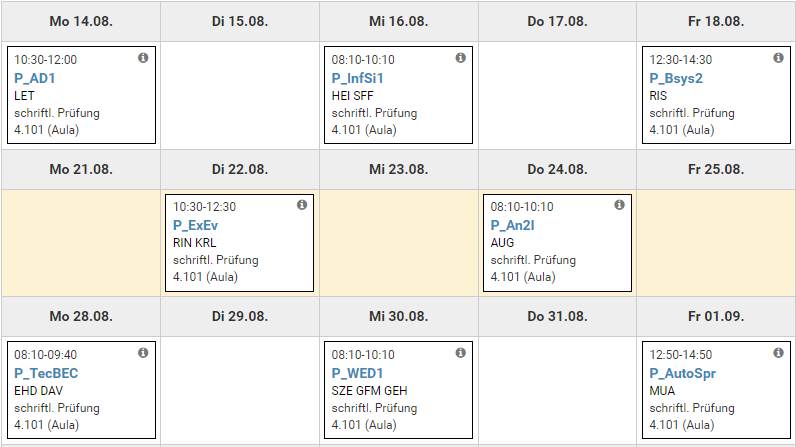 Mo 14.08. Di 15.08. Mi 16.08. Do 17.08. Fr 18.08.
10:30-12:00
P_AD1
LET
schriftl. Prüfung
4.101 (Aula)
08:10-10:10
P_InfSi1
HEI SFF
schriftl. Prüfung
4.101 (Aula)
12:30-14:30
P_Bsys2
RIS
schriftl. Prüfung
4.101 (Aula)
Mo 21.08. Di 22.08. Mi 23.08. Do 24.08. Fr 25.08.
10:30-12:30
P_ExEv
RIN KRL
schriftl. Prüfung
4.101 (Aula)
08:10-10:10
P_An2I
AUG
schriftl. Prüfung
4.101 (Aula)
Mo 28.08. Di 29.08. Mi 30.08. Do 31.08. Fr 01.09.
08:10-09:40
P_TecBEC
EHD DAV
schriftl. Prüfung
4.101 (Aula)
08:10-10:10
P_WED1
SZE GFM GEH
schriftl. Prüfung
4.101 (Aula)
12:50-14:50
P_AutoSpr
MUA
schriftl. Prüfung
4.101 (Aula)